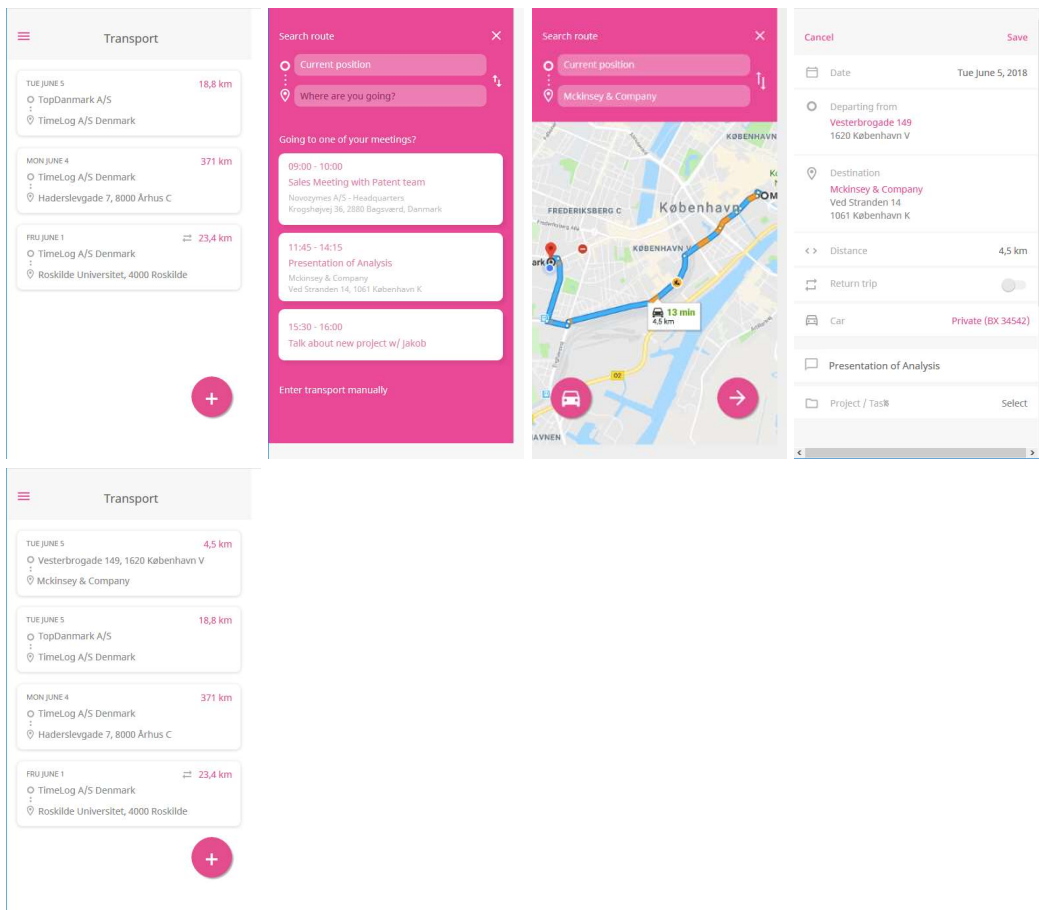 Transport
TUE JUNE 5 18,8 km
TopDanmark A/S
TimeLog A/S Denmark
MON JUNE 4 371 km
TimeLog A/S Denmark
Haderslevgade 7, 8000 Århus C
FRU JUNE 1 23,4 km
TimeLog A/S Denmark
Roskilde Universitet, 4000 Roskilde
+
Search route
Current position
Where are you going?
Going to one of your meetings?
09:00 - 10:00
Sales Meeting with Patent team
Novozymes A/S - Headquarters
Krogshøjvej 36, 2880 Bagsværd, Danmark
11:45 - 14:15
Presentation of Analysis
Mckinsey & Company
Ved Stranden 14, 1061 København K
15:30 - 16:00
Talk about new project w/ Jakob
Enter transport manually
Search route
Current position
Mckinsey & Company
KØBENHAVN
FREDERIKSBERG C
København
KØBENHAVN V
ark
13 min
4,5 km
O2
AVNEN
Cancel Save
Date Tue June 5, 2018
Departing from
Vesterbrogade 149
1620 København V
Destination
Mckinsey & Company
Ved Stranden 14
1061 København K
Distance 4,5 km
Return trip
Car Private (BX 34542)
Presentation of Analysis
Project / Task Select
Transport
TUE JUNE 5 4,5 km
Vesterbrogade 149, 1620 København V
Mckinsey & Company
TUE JUNE 5 18,8 km
TopDanmark A/S
TimeLog A/S Denmark
MON JUNE 4 371 km
TimeLog A/S Denmark
Haderslevgade 7, 8000 Århus C
FRU JUNE 1 23,4 km
TimeLog A/S Denmark
Roskilde Universitet, 4000 Roskilde
+